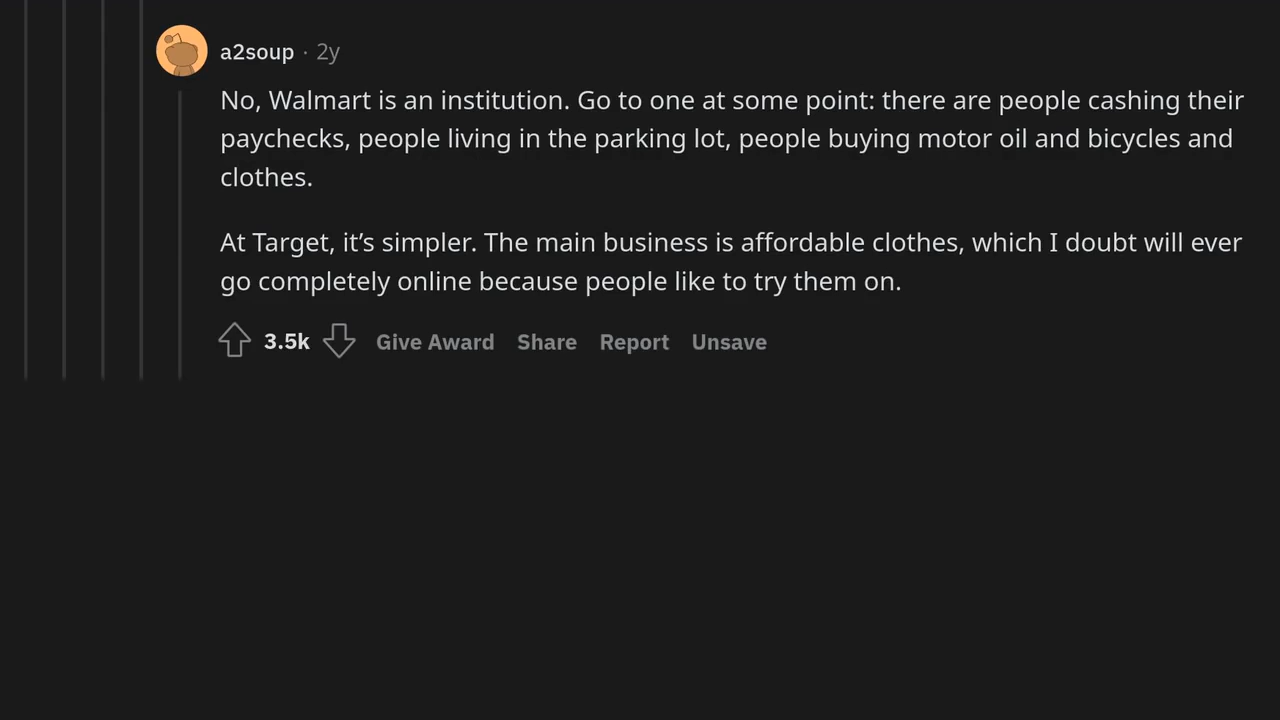 a2soup · 2y
No, Walmart is an institution. Go to one at some point: there are people cashing their
paychecks, people living in the parking lot, people buying motor oil and bicycles and
clothes.
At Target, it’s simpler. The main business is affordable clothes, which I doubt will ever
go completely online because people like to try them on.
3.5k Give Award Share Report Unsave